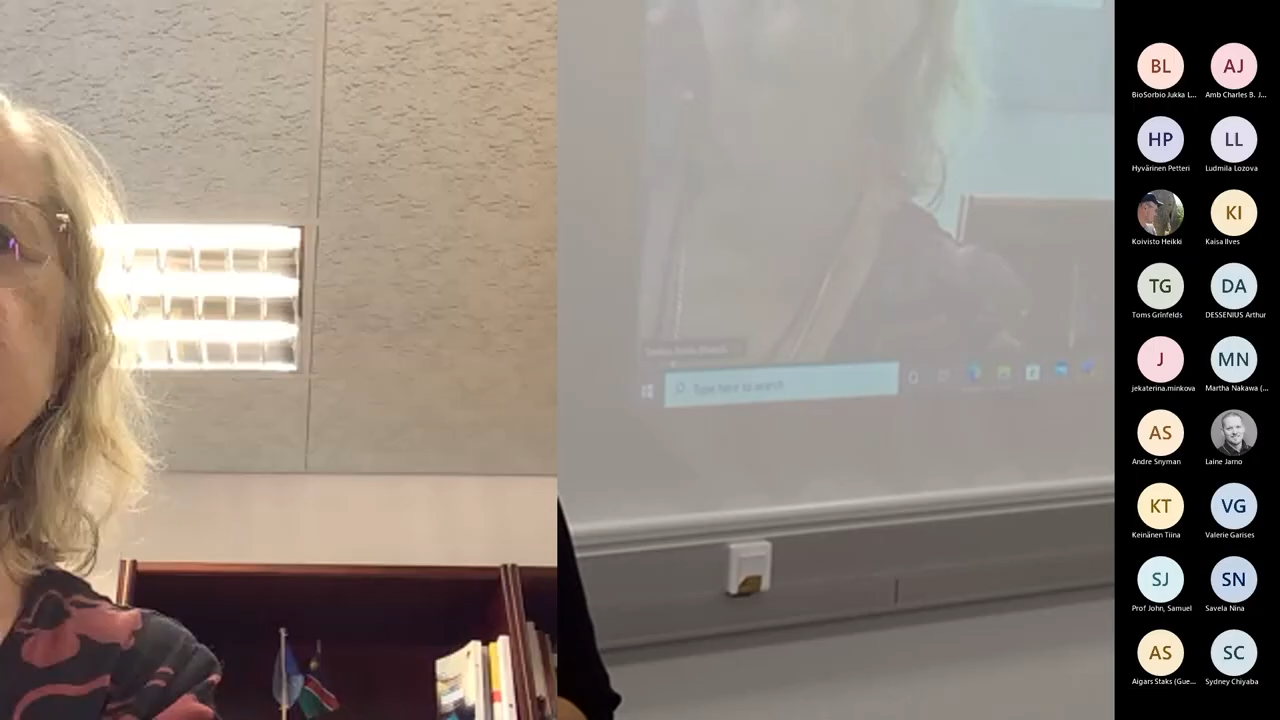 BL
AJ
BioSorbio Jukka L...
Amb Charles B. J...
HP
LL
Hyvärinen Petteri
Ludmila Lozova
KI
Koivisto Heikki
Kaisa Ilves
TG
DA
Toms Grīnfelds
DESSENIUS Arthur
J
MN
jekaterina.minkova
Martha Nakawa (...
AS
Andre Snyman
Laine Jarno
KT
VG
Keinänen Tiina
Valerie Garises
SJ
SN
Prof John, Samuel
Savela Nina
AS
SC
Aigars Staks (Gue...
Sydney Chiyaba
Type here to search